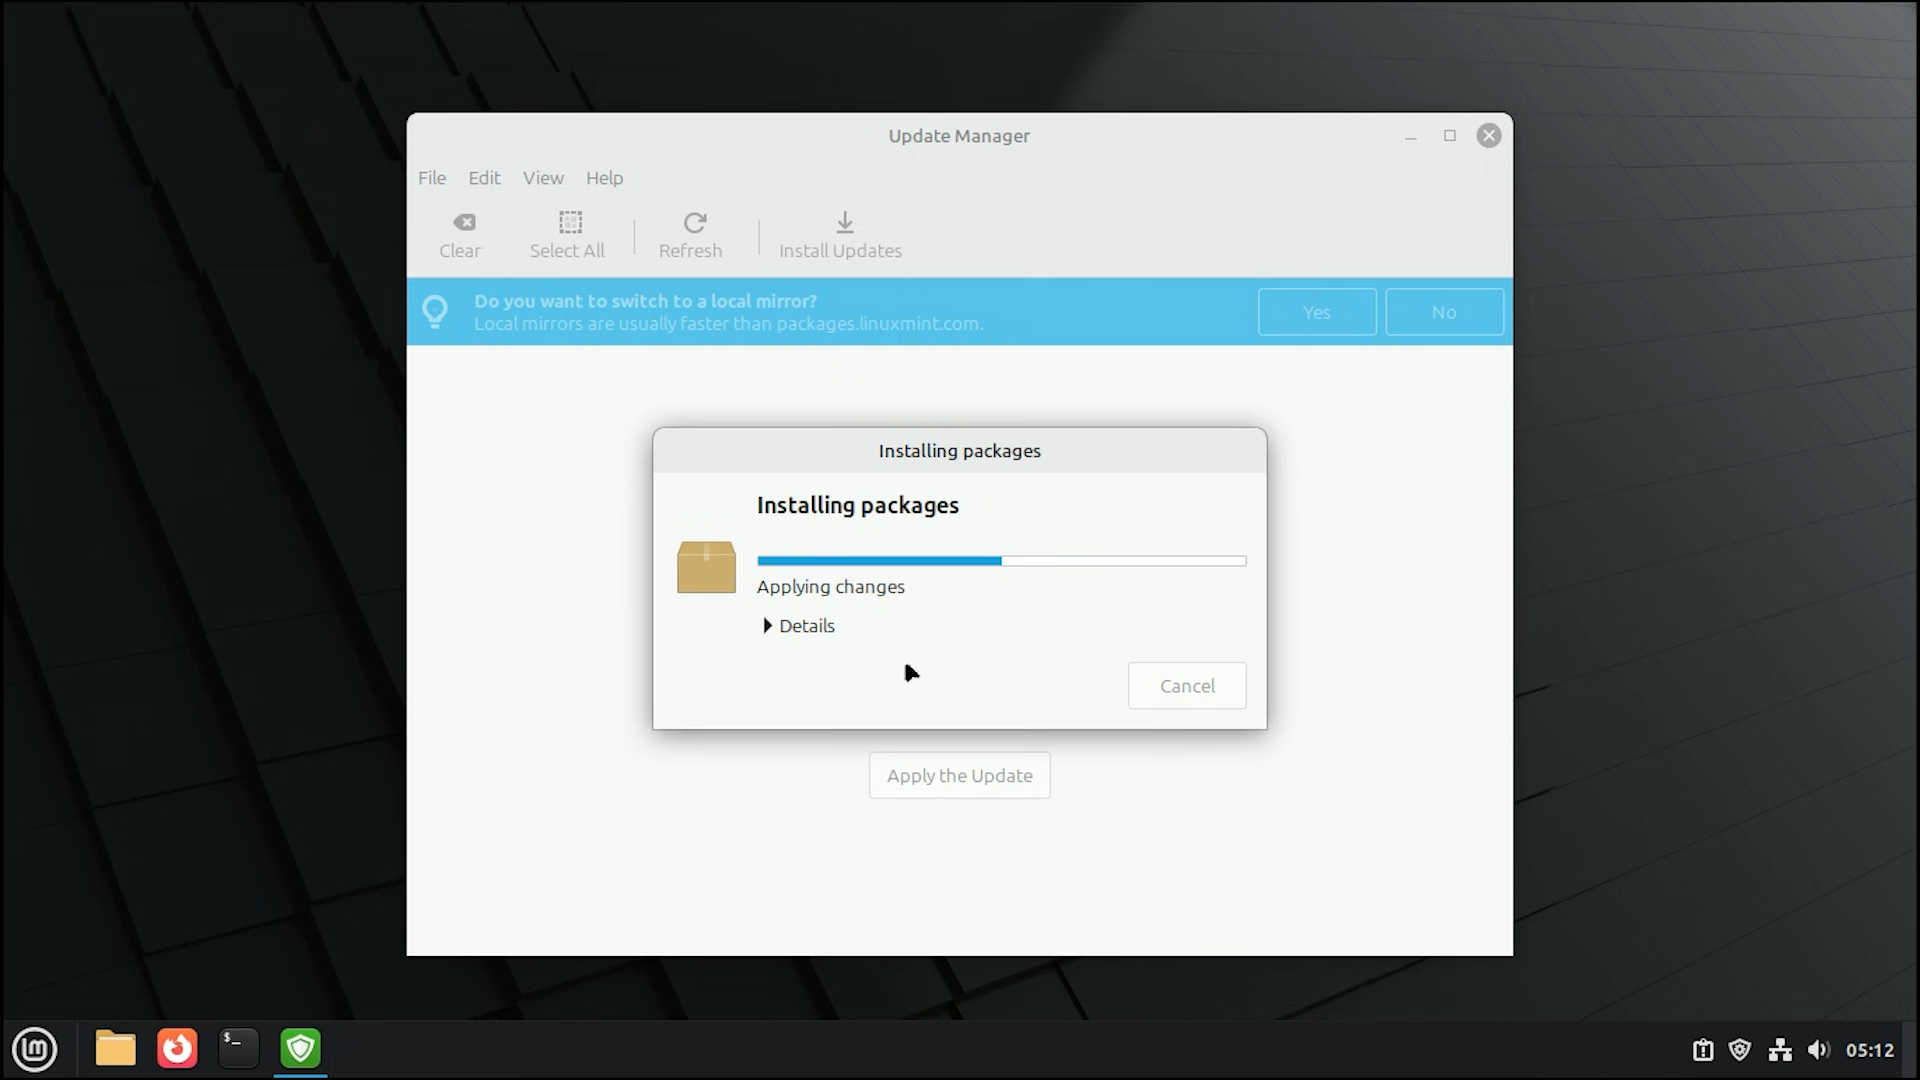 Update Manager
File Edit View Help
Clear Select All Refresh Install Updates
Do you want to switch to a local mirror?
Local mirrors are usually faster than packages.linuxmint.com.
Yes No
Installing packages
Installing packages
Applying changes
Details
Cancel
Apply the Update
$_
05:12